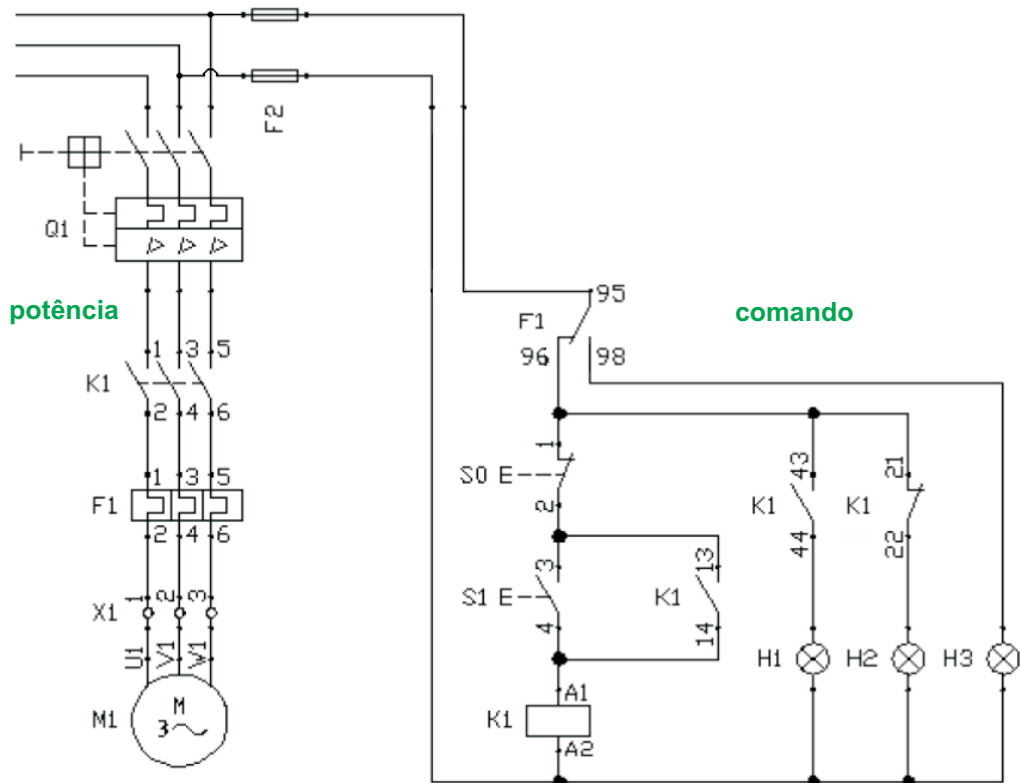 F2
Q1
potência
comando
95
F1
96
98
1 3 5
K1
2 4 6
1
S0 E
2
43
K1
44
21
K1
22
1 3 5
F1
2 4 6
3
S1 E
4
13
K1
14
1 2 3
X1
U1 V1 W1
H1
H2
H3
M1
M
3
A1
K1
A2